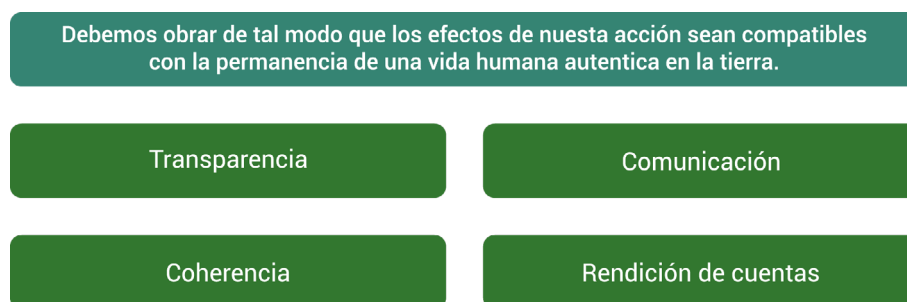 Debemos obrar de tal modo que los efectos de nuesta acción sean compatibles
con la permanencia de una vida humana autentica en la tierra.
Transparencia
Comunicación
Coherencia
Rendición de cuentas